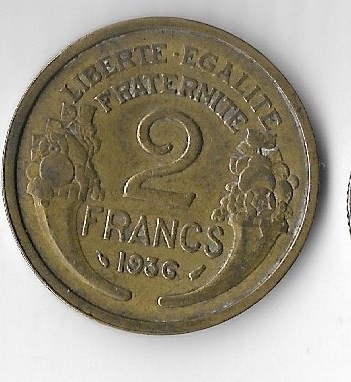 LIBERTE · EGALITE
FRATERNITE
2
FRANCS
1936